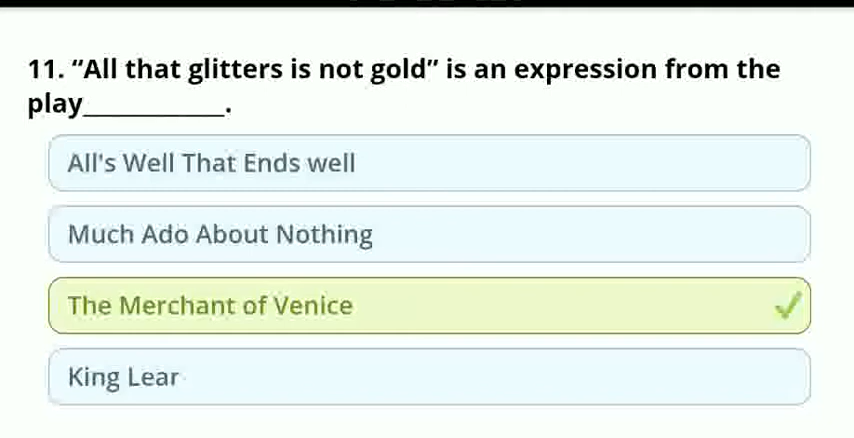 11. “All that glitters is not gold” is an expression from the
play__________.
All's Well That Ends well
Much Ado About Nothing
The Merchant of Venice
King Lear